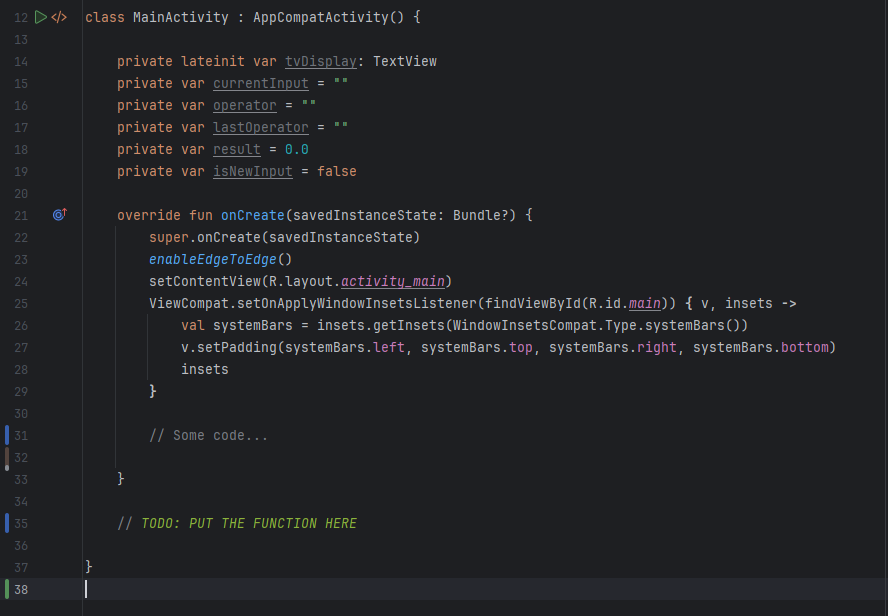 12 class MainActivity : AppCompatActivity() {
13
14     private lateinit var tvDisplay: TextView
15     private var currentInput = ""
16     private var operator = ""
17     private var lastOperator = ""
18     private var result = 0.0
19     private var isNewInput = false
20
21     override fun onCreate(savedInstanceState: Bundle?) {
22         super.onCreate(savedInstanceState)
23         enableEdgeToEdge()
24         setContentView(R.layout.activity_main)
25         ViewCompat.setOnApplyWindowInsetsListener(findViewById(R.id.main)) { v, insets ->
26             val systemBars = insets.getInsets(WindowInsetsCompat.Type.systemBars())
27             v.setPadding(systemBars.left, systemBars.top, systemBars.right, systemBars.bottom)
28             insets
29         }
30
31         // Some code...
32
33     }
34
35     // TODO: PUT THE FUNCTION HERE
36
37 }
38